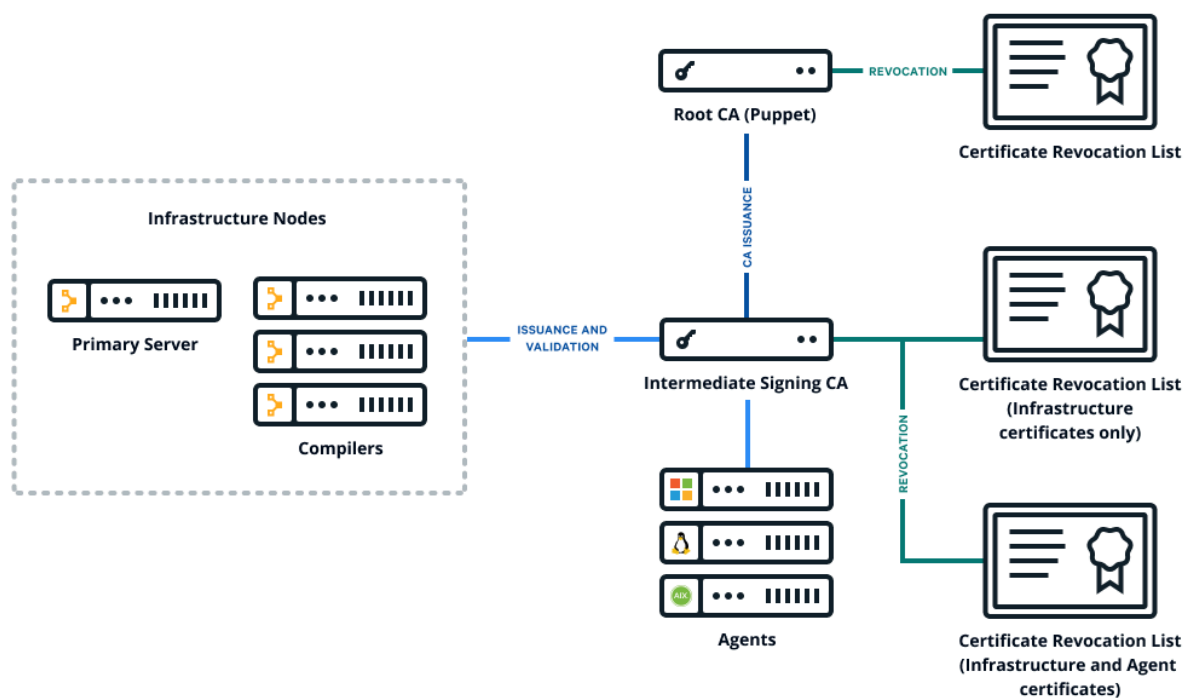 REVOCATION
Root CA (Puppet)
Certificate Revocation List
CA ISSUANCE
Infrastructure Nodes
Primary Server
Compilers
ISSUANCE AND
VALIDATION
Intermediate Signing CA
Certificate Revocation List
(Infrastructure
certificates only)
REVOCATION
AIX
Agents
Certificate Revocation List
(Infrastructure and Agent
certificates)